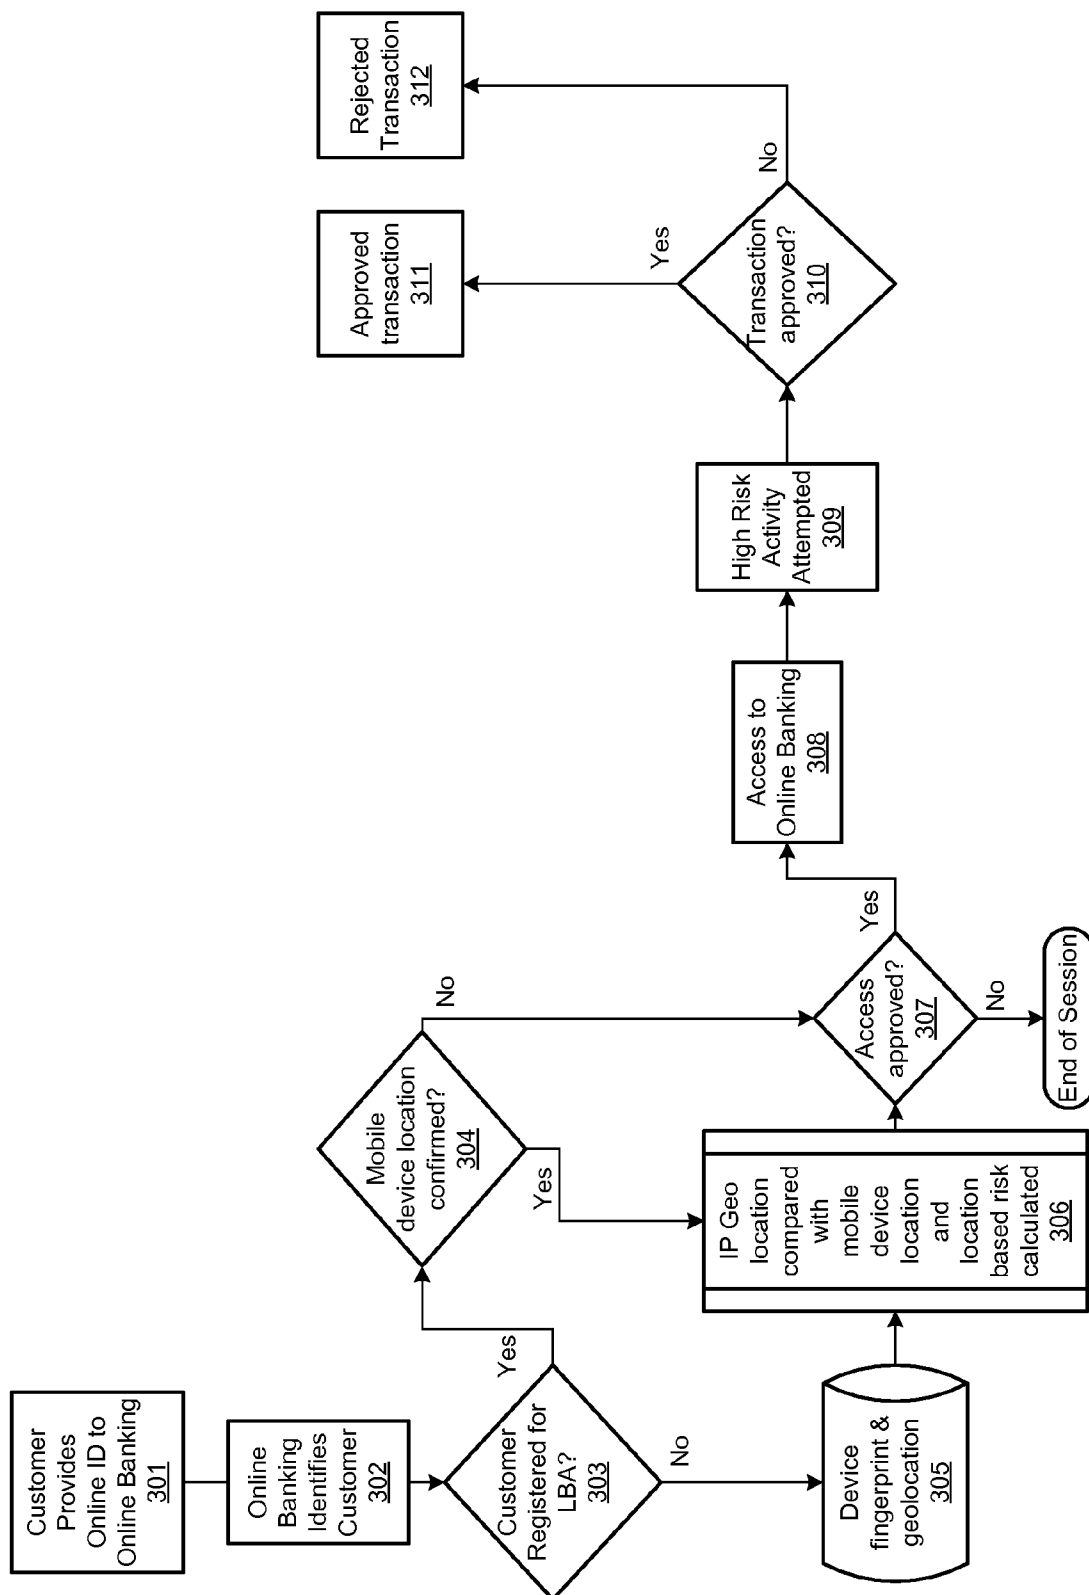 Customer
Provides
Online ID to
Online Banking
301
Online
Banking
Identifies
Customer
302
Customer
Registered for
LBA?
303
Yes
No
Mobile
device location
confirmed?
304
Yes
No
Device
fingerprint &
geolocation
305
IP Geo
location
compared
with
mobile
device
location
and
location
based risk
calculated
306
Access
approved?
307
Yes
No
End of Session
Access to
Online Banking
308
High Risk
Activity
Attempted
309
Transaction
approved?
310
Yes
No
Approved
transaction
311
Rejected
Transaction
312